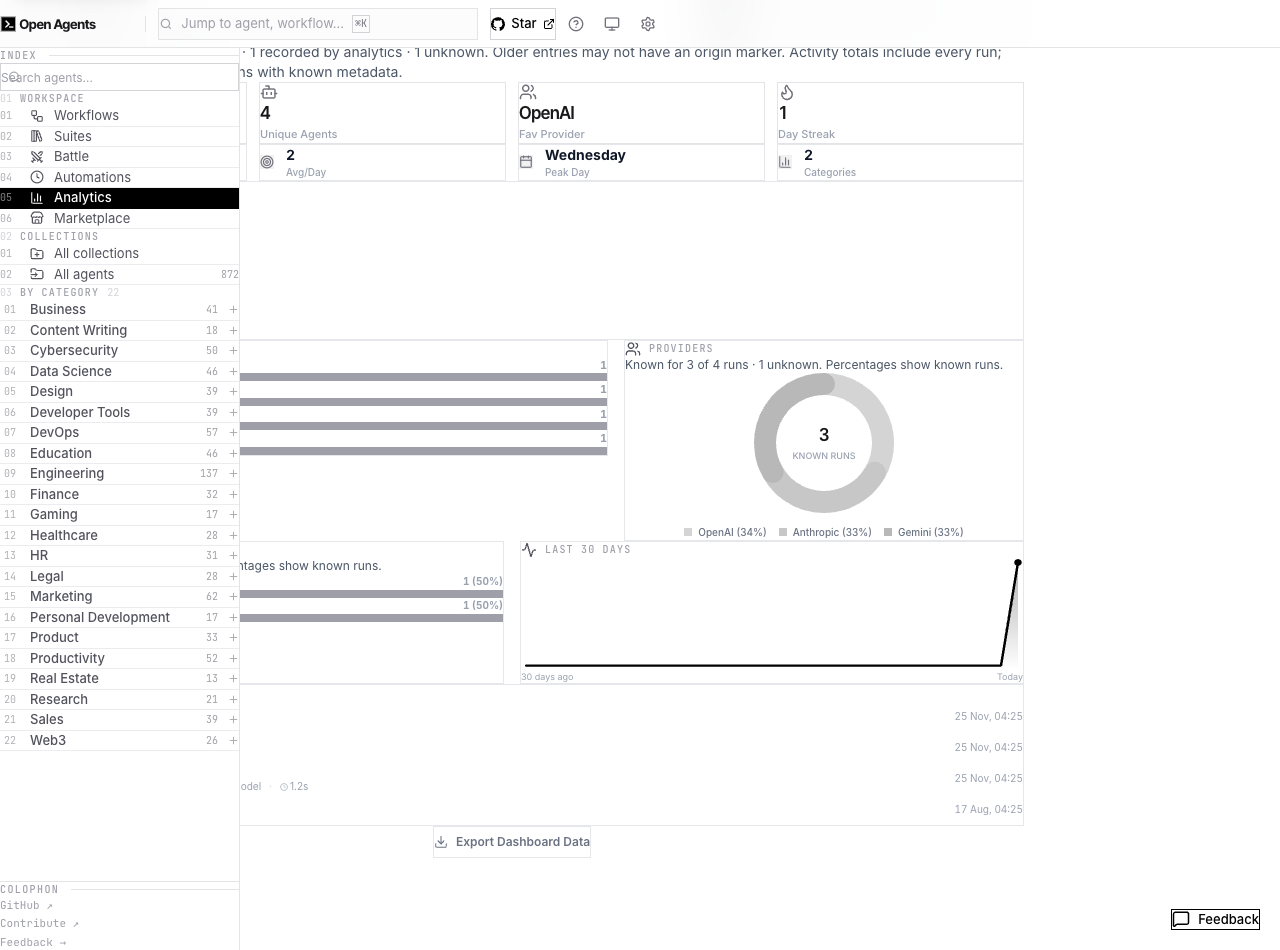 Open Agents
Jump to agent, workflow...
⌘K
Star
INDEX
Search agents...
01 WORKSPACE
01 Workflows
02 Suites
03 Battle
04 Automations
05 Analytics
06 Marketplace
02 COLLECTIONS
01 All collections
02 All agents 872
03 BY CATEGORY 22
01 Business 41 +
02 Content Writing 18 +
03 Cybersecurity 50 +
04 Data Science 46 +
05 Design 39 +
06 Developer Tools 39 +
07 DevOps 57 +
08 Education 46 +
09 Engineering 137 +
10 Finance 32 +
11 Gaming 17 +
12 Healthcare 28 +
13 HR 31 +
14 Legal 28 +
15 Marketing 62 +
16 Personal Development 17 +
17 Product 33 +
18 Productivity 52 +
19 Real Estate 13 +
20 Research 21 +
21 Sales 39 +
22 Web3 26 +
COLOPHON
GitHub ↗
Contribute ↗
Feedback →
· 1 recorded by analytics · 1 unknown. Older entries may not have an origin marker. Activity totals include every run;
ns with known metadata.
4
Unique Agents
OpenAI
Fav Provider
1
Day Streak
2
Avg/Day
Wednesday
Peak Day
2
Categories
1
1
1
1
PROVIDERS
Known for 3 of 4 runs · 1 unknown. Percentages show known runs.
3
KNOWN RUNS
OpenAI (34%) Anthropic (33%) Gemini (33%)
ntages show known runs.
1 (50%)
1 (50%)
LAST 30 DAYS
30 days ago Today
25 Nov, 04:25
25 Nov, 04:25
25 Nov, 04:25
odel · 1.2s
17 Aug, 04:25
Export Dashboard Data
Feedback